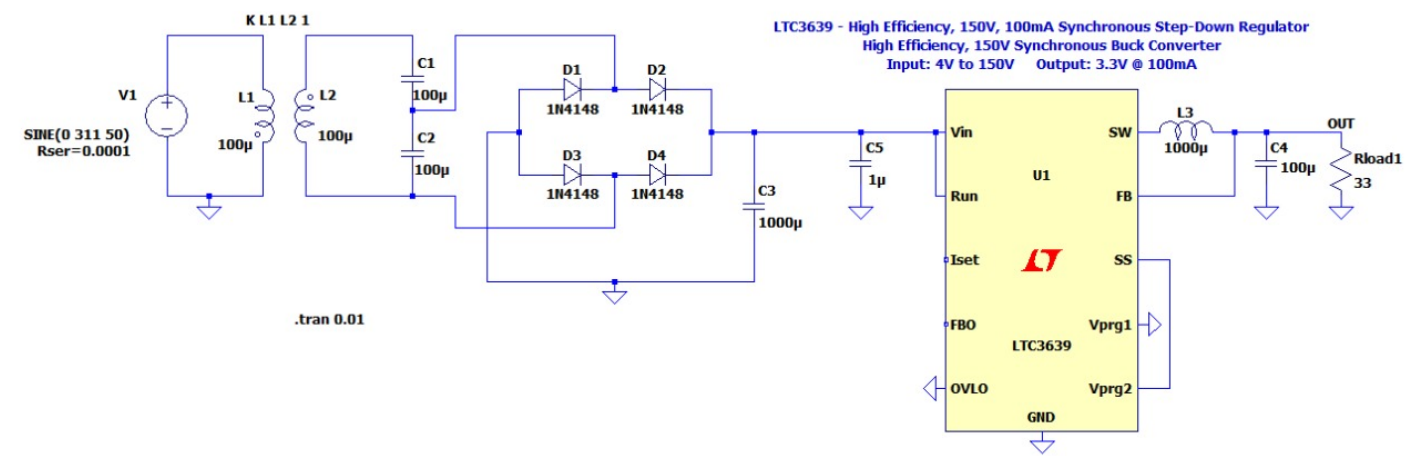 K L1 L2 1
LTC3639 - High Efficiency, 150V, 100mA Synchronous Step-Down Regulator
High Efficiency, 150V Synchronous Buck Converter
Input: 4V to 150V Output: 3.3V @ 100mA
V1
SINE(0 311 50)
Rser=0.0001
L1
100µ
L2
100µ
C1
100µ
C2
100µ
D1
1N4148
D2
1N4148
D3
1N4148
D4
1N4148
C3
1000µ
C5
1µ
Vin
Run
Iset
FBO
OVLO
U1
LTC3639
GND
SW
FB
SS
Vprg1
Vprg2
L3
1000µ
OUT
C4
100µ
Rload1
33
.tran 0.01